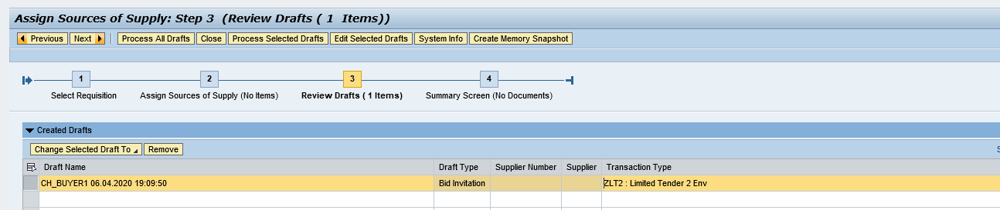 Assign Sources of Supply: Step 3 (Review Drafts ( 1 Items))
Previous Next Process All Drafts Close Process Selected Drafts Edit Selected Drafts System Info Create Memory Snapshot
1 2 3 4
Select Requisition Assign Sources of Supply (No Items) Review Drafts ( 1 Items) Summary Screen (No Documents)
Created Drafts
Change Selected Draft To Remove
Draft Name Draft Type Supplier Number Supplier Transaction Type
CH_BUYER1 06.04.2020 19:09:50 Bid Invitation ZLT2 : Limited Tender 2 Env